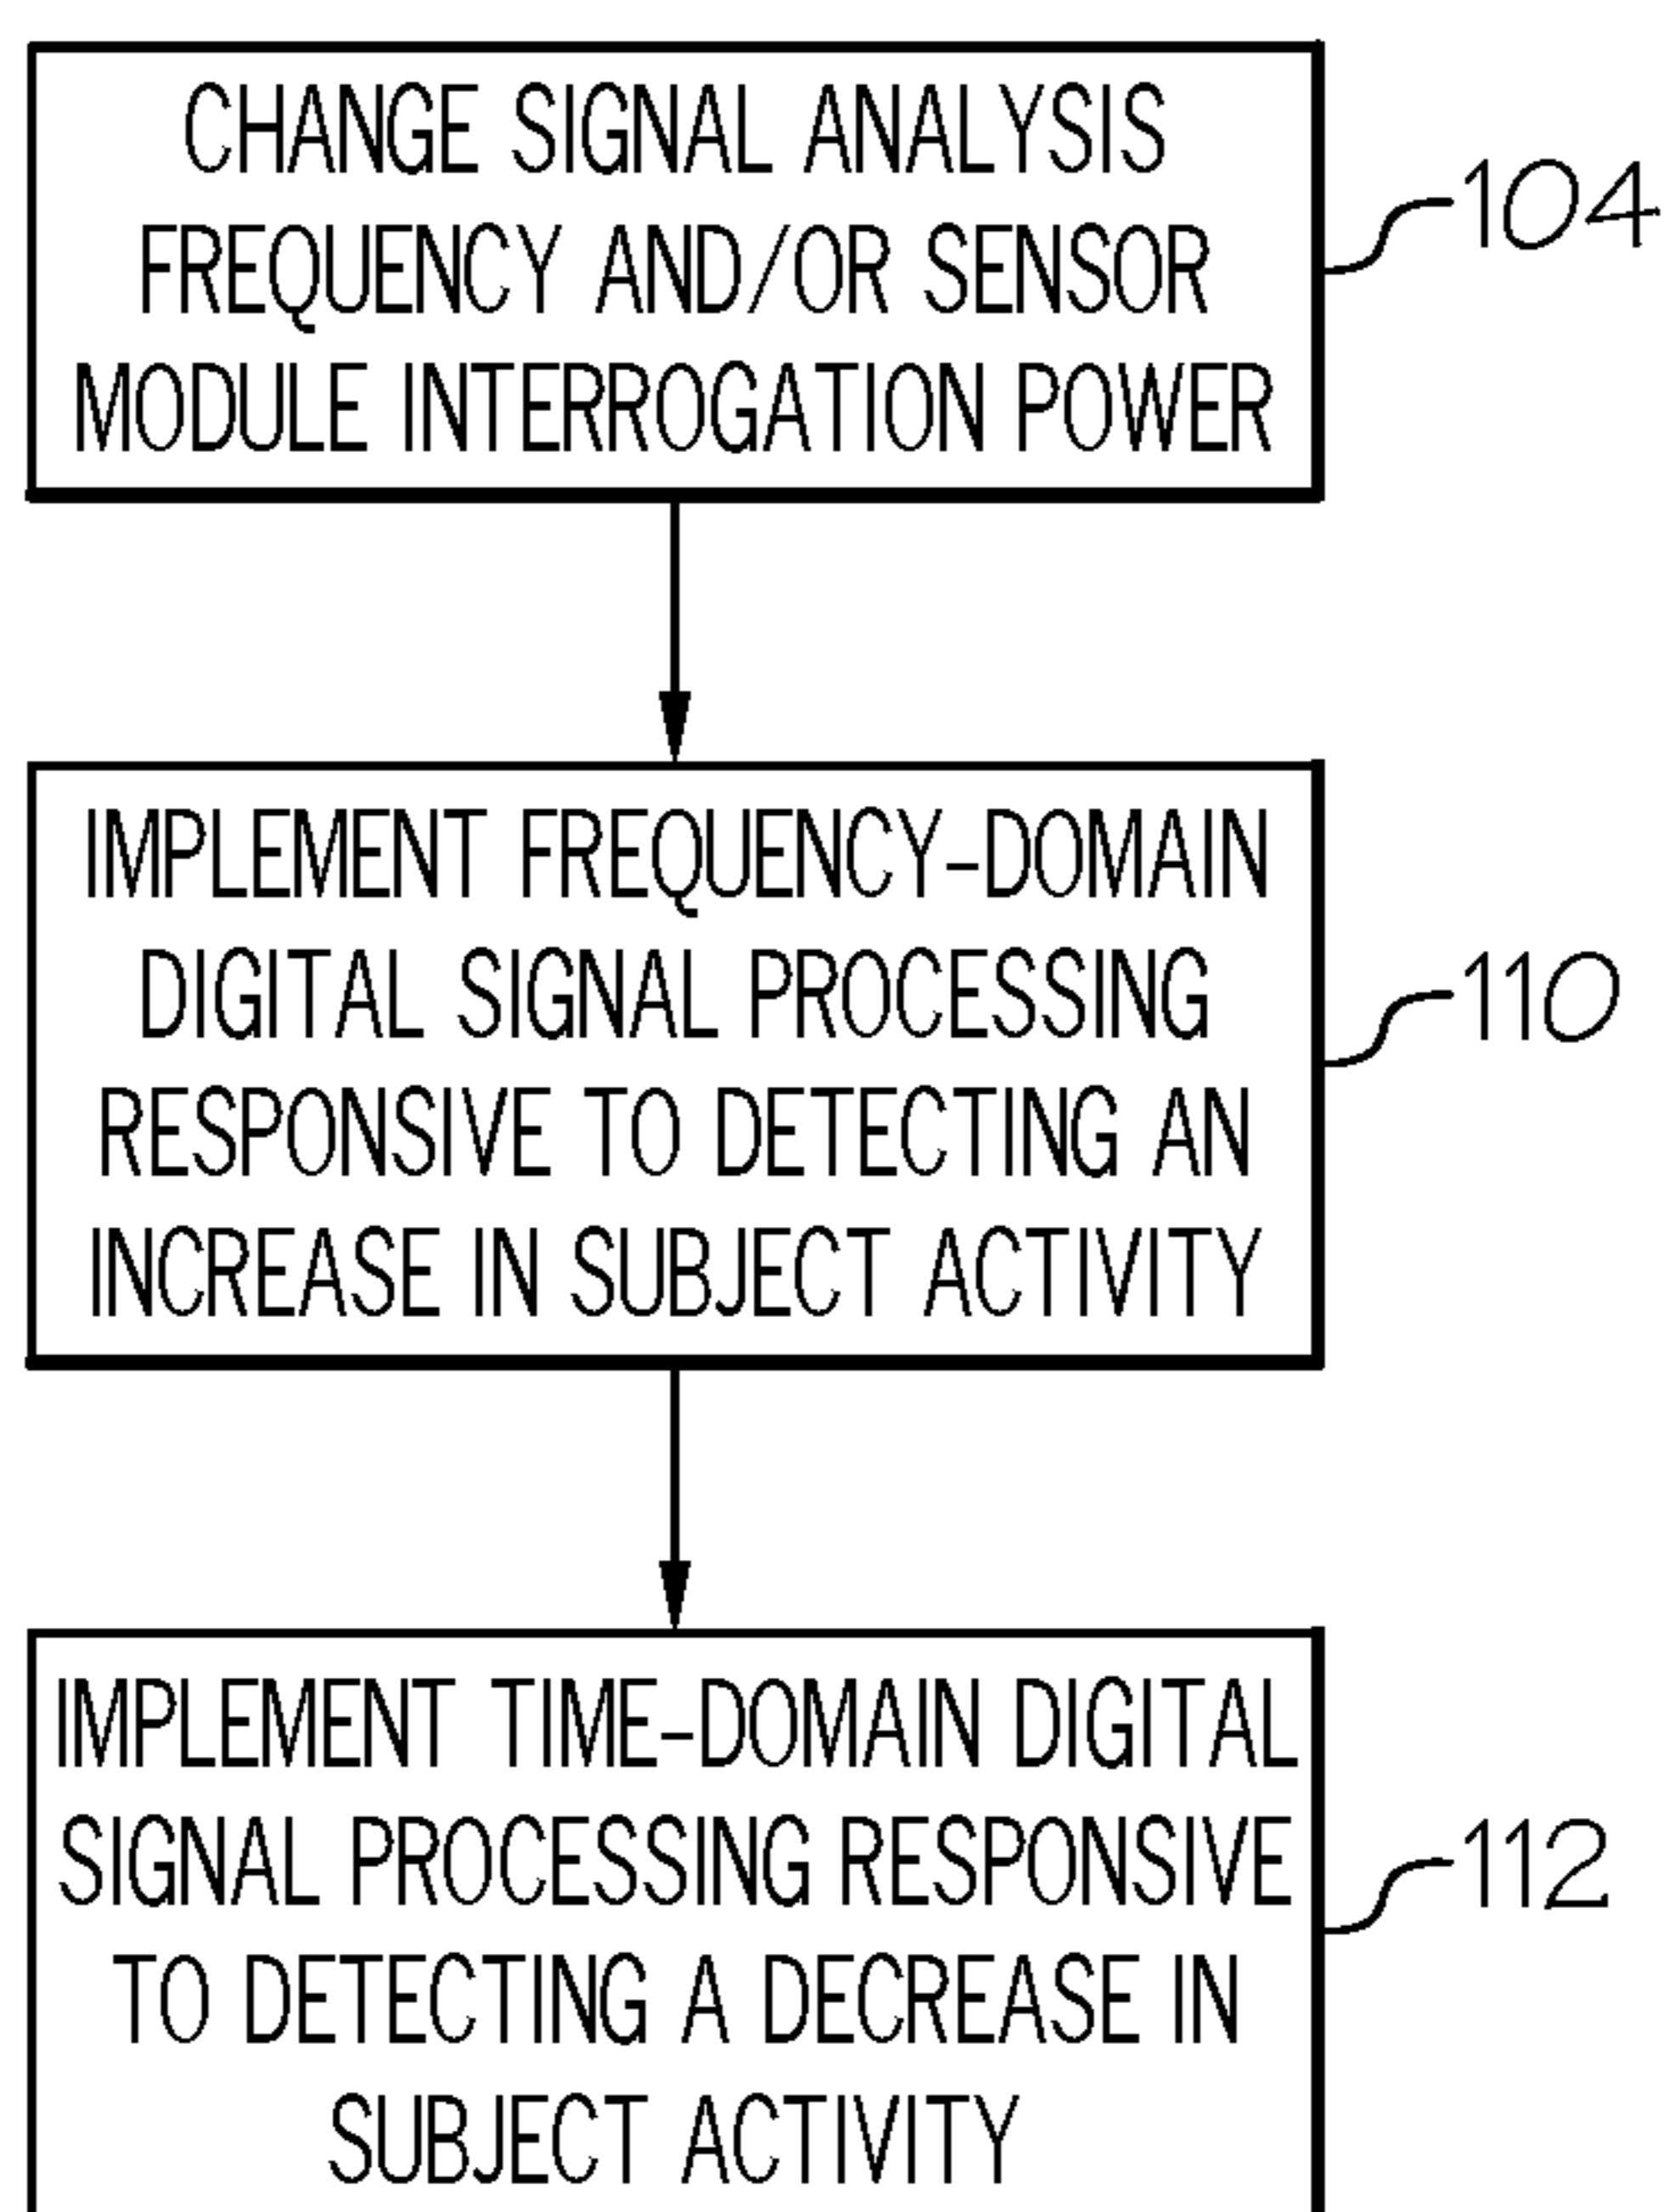 CHANGE SIGNAL ANALYSIS
FREQUENCY AND/OR SENSOR
MODULE INTERROGATION POWER
104
IMPLEMENT FREQUENCY-DOMAIN
DIGITAL SIGNAL PROCESSING
RESPONSIVE TO DETECTING AN
INCREASE IN SUBJECT ACTIVITY
110
IMPLEMENT TIME-DOMAIN DIGITAL
SIGNAL PROCESSING RESPONSIVE
TO DETECTING A DECREASE IN
SUBJECT ACTIVITY
112